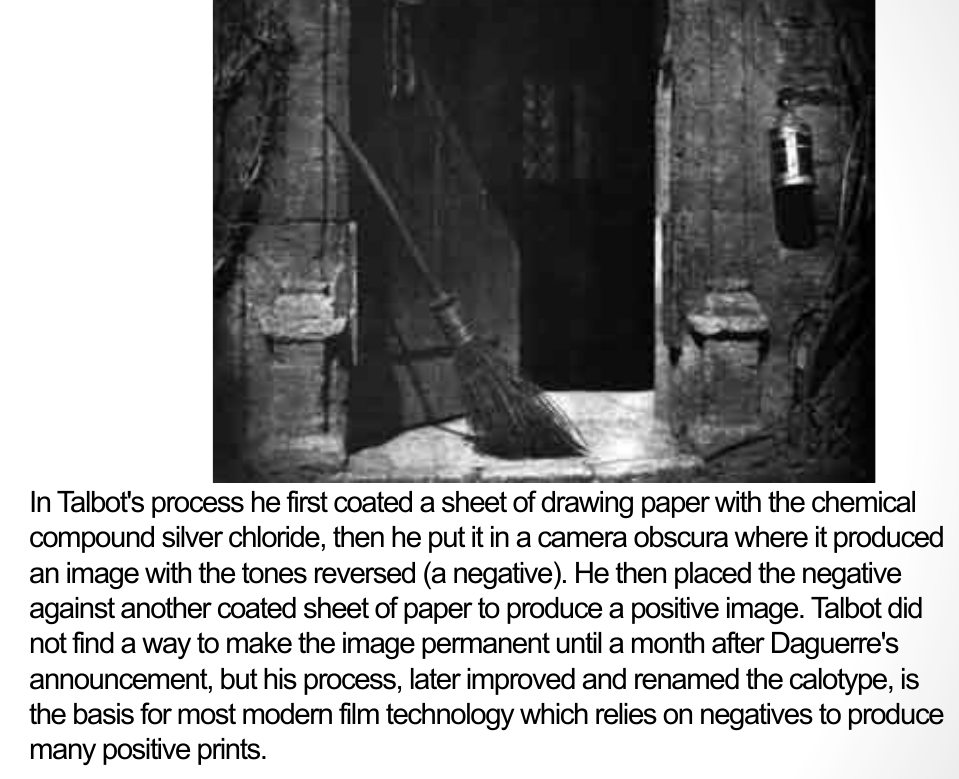 In Talbot's process he first coated a sheet of drawing paper with the chemical
compound silver chloride, then he put it in a camera obscura where it produced
an image with the tones reversed (a negative). He then placed the negative
against another coated sheet of paper to produce a positive image. Talbot did
not find a way to make the image permanent until a month after Daguerre's
announcement, but his process, later improved and renamed the calotype, is
the basis for most modern film technology which relies on negatives to produce
many positive prints.